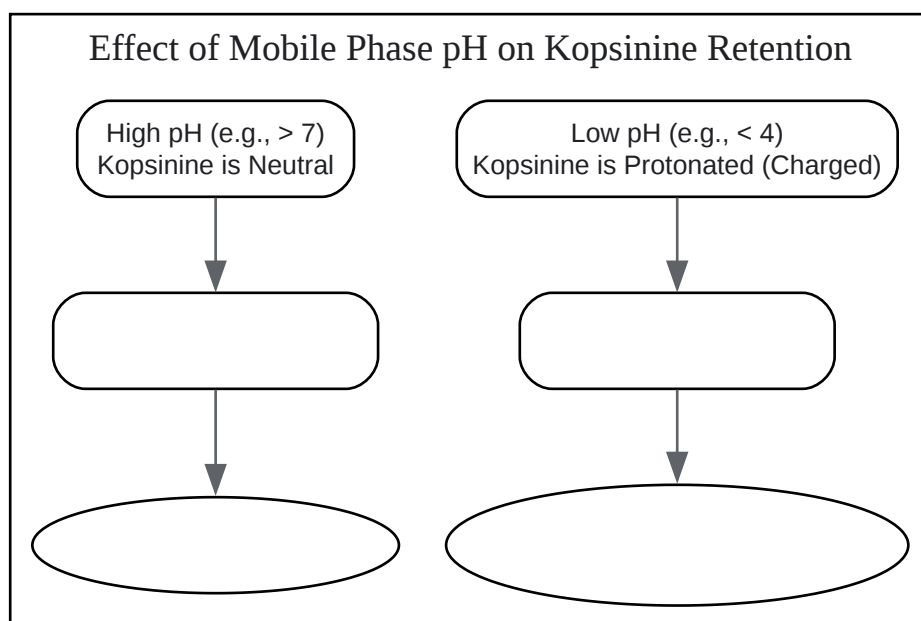 Effect of Mobile Phase pH on Kopsinine Retention
High pH (e.g., > 7)
Kopsinine is Neutral
Low pH (e.g., < 4)
Kopsinine is Protonated (Charged)